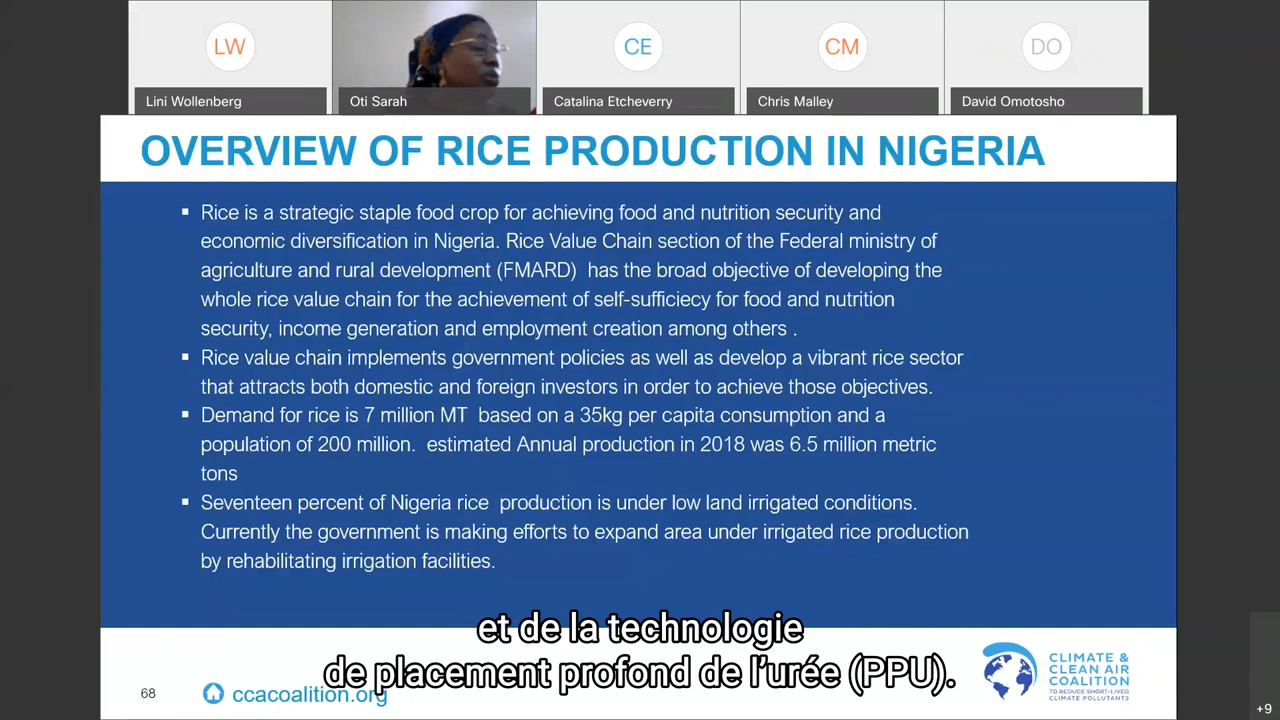 LW
CE
CM
DO
Lini Wollenberg
Oti Sarah
Catalina Etcheverry
Chris Malley
David Omotosho
OVERVIEW OF RICE PRODUCTION IN NIGERIA
▪ Rice is a strategic staple food crop for achieving food and nutrition security and
economic diversification in Nigeria. Rice Value Chain section of the Federal ministry of
agriculture and rural development (FMARD) has the broad objective of developing the
whole rice value chain for the achievement of self-sufficiecy for food and nutrition
security, income generation and employment creation among others .
▪ Rice value chain implements government policies as well as develop a vibrant rice sector
that attracts both domestic and foreign investors in order to achieve those objectives.
▪ Demand for rice is 7 million MT based on a 35kg per capita consumption and a
population of 200 million. estimated Annual production in 2018 was 6.5 million metric
tons
▪ Seventeen percent of Nigeria rice production is under low land irrigated conditions.
Currently the government is making efforts to expand area under irrigated rice production
by rehabilitating irrigation facilities.
et de la technologie
de placement profond de l'urée (PPU).
68
ccacoalition.org
CLIMATE &
CLEAN AIR
COALITION
TO REDUCE SHORT-LIVED
CLIMATE POLLUTANTS
+9